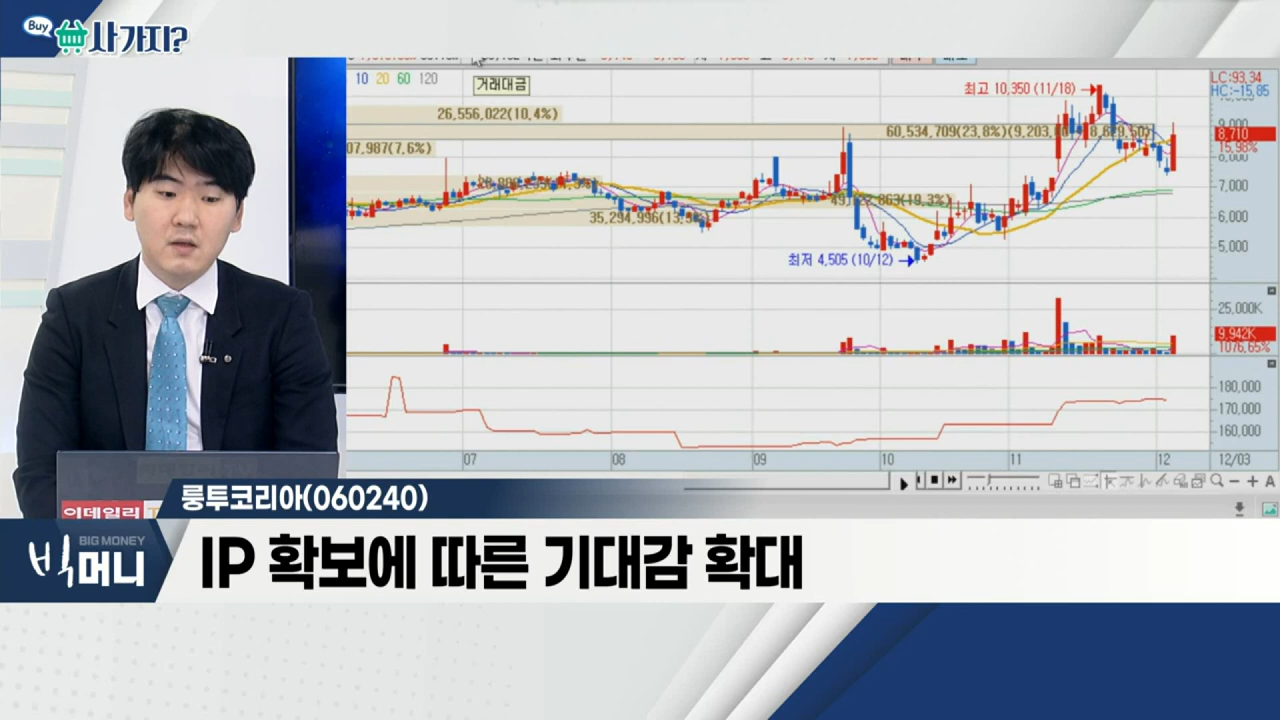 Buy 사가지?
10 20 60 120
거래대금
최고 10,350 (11/18)
LC:93.34
HC:-15.85
26,556,022(10.4%)
60,534,709(23.8%)(9,203
9,000
8,710
15.98%
07,987(7.6%)
8,000
7,000
35,294,996(13.
6,000
최저 4,505 (10/12)
5,000
25,000K
9.942K
1076.65%
180,000
170,000
160,000
07 08 09 10 11 12 12/03
이데일리
룽투코리아(060240)
BIG MONEY
빅머니
IP 확보에 따른 기대감 확대